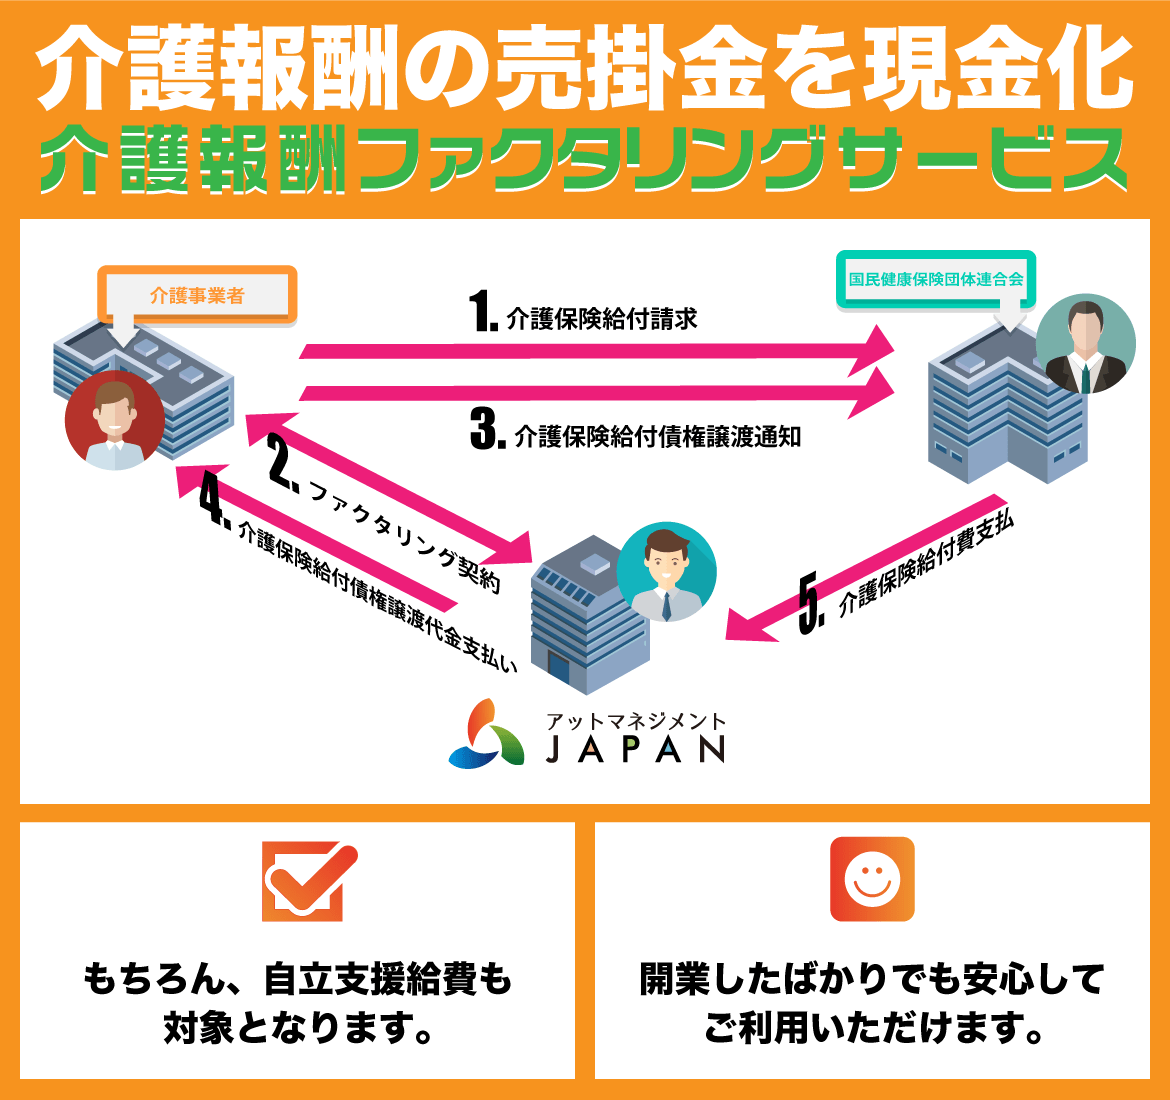 介護報酬の売掛金を現金化
介護報酬ファクタリングサービス
介護事業者
国民健康保険団体連合会
1. 介護保険給付請求
3. 介護保険給付債権譲渡通知
2. ファクタリング契約
4. 介護保険給付債権譲渡代金支払い
5. 介護保険給付費支払
アットマネジメント
JAPAN
もちろん、自立支援給費も
対象となります。
開業したばかりでも安心して
ご利用いただけます。